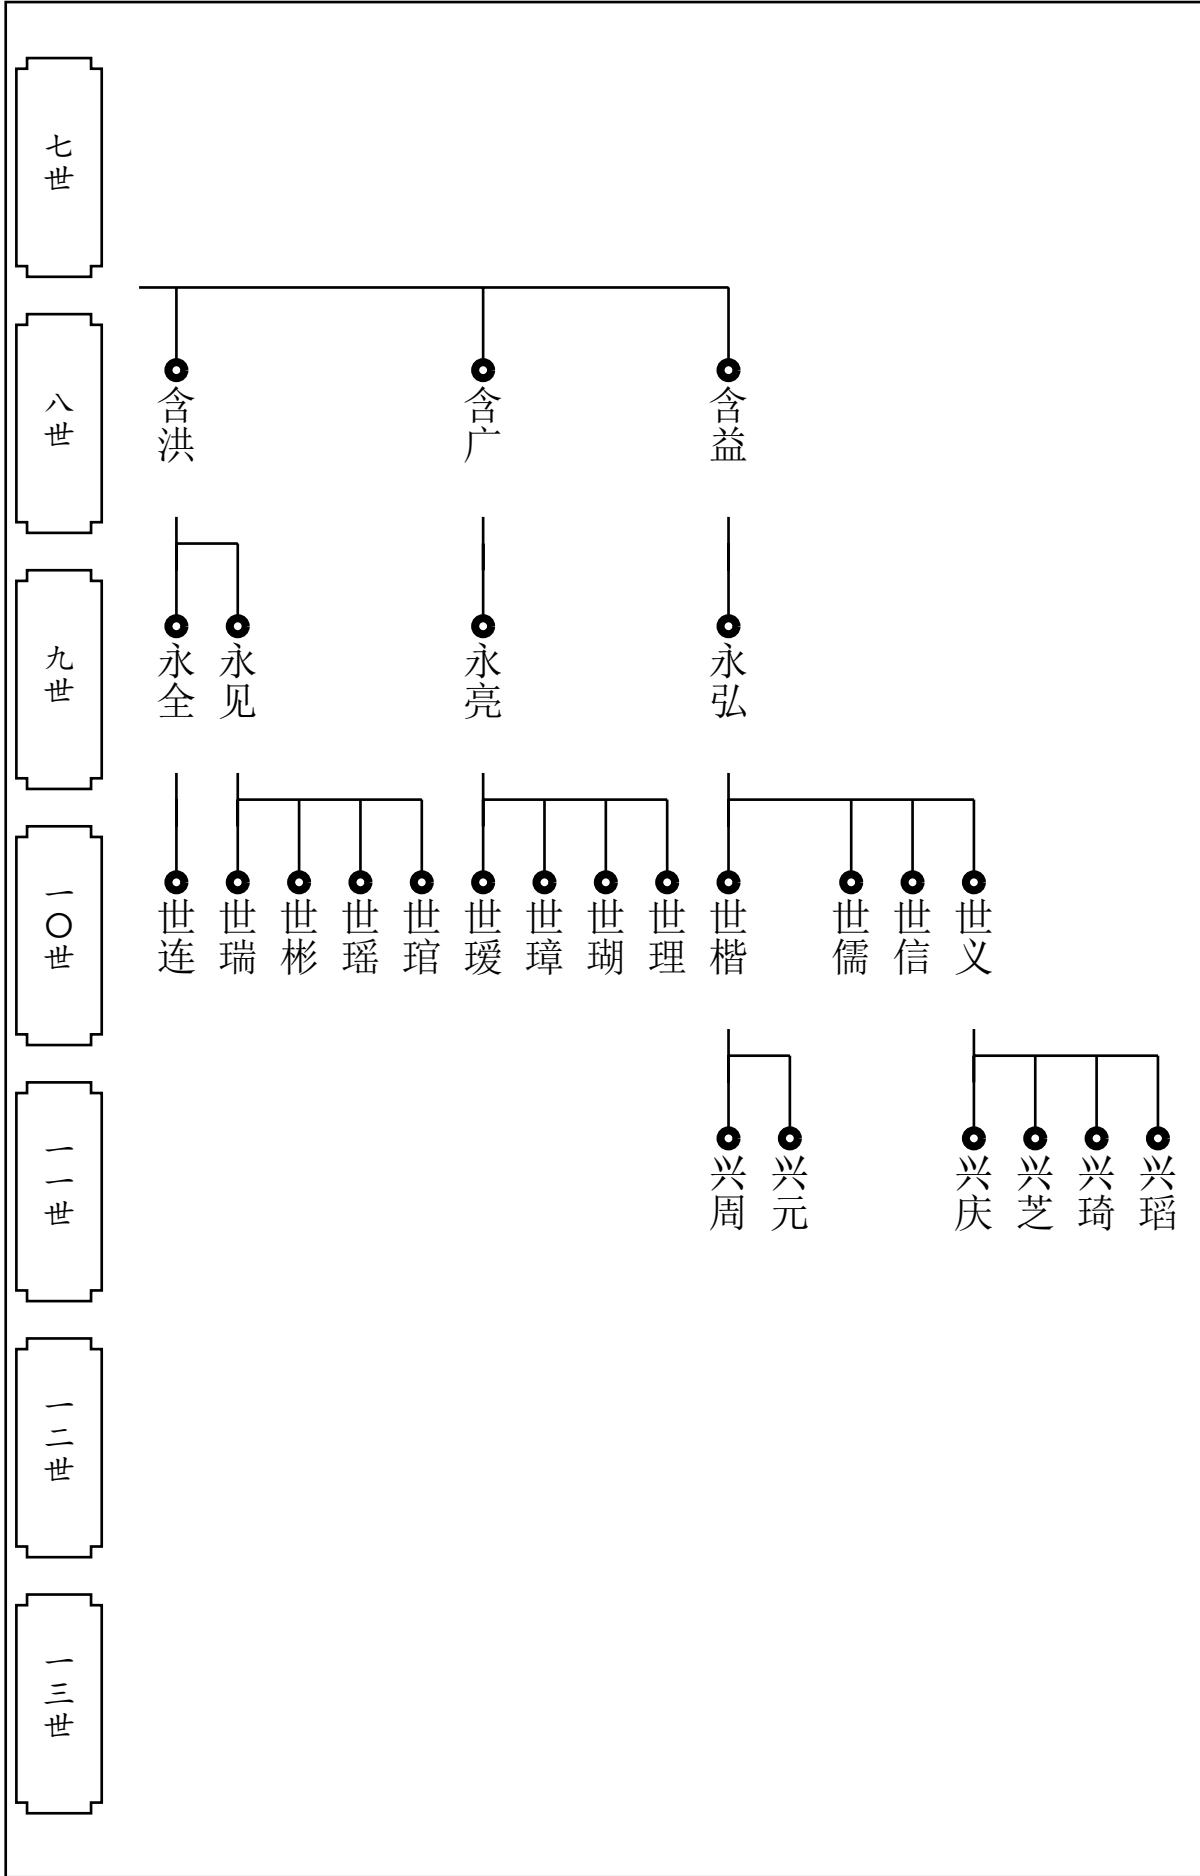 七世
八世
含洪
含广
含益
九世
永全
永见
永亮
永弘
一〇世
世连
世瑞
世彬
世瑶
世琯
世瑷
世璋
世瑚
世理
世楷
世儒
世信
世义
一一世
兴周
兴元
兴庆
兴芝
兴琦
兴瑫
一二世
一三世